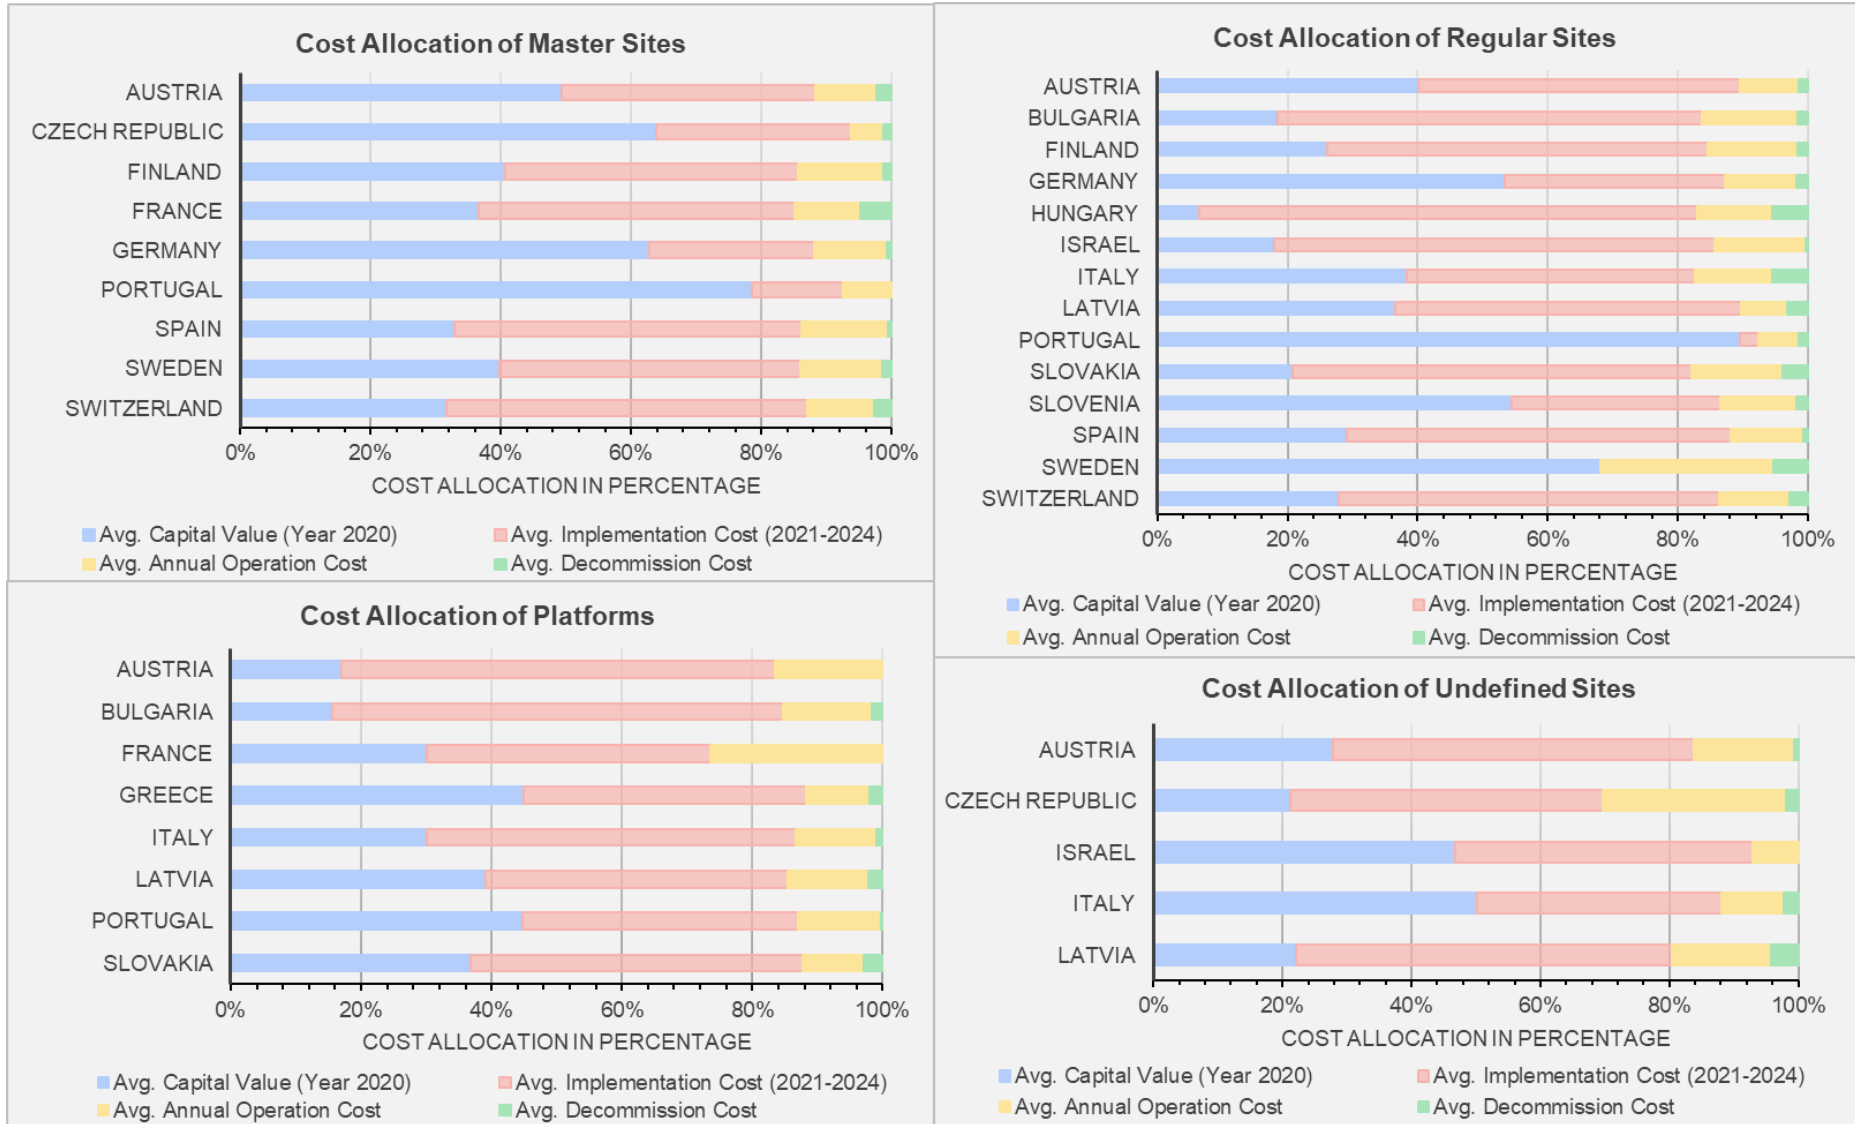 Cost Allocation of Master Sites
AUSTRIA
CZECH REPUBLIC
FINLAND
FRANCE
GERMANY
PORTUGAL
SPAIN
SWEDEN
SWITZERLAND
0% 20% 40% 60% 80% 100%
COST ALLOCATION IN PERCENTAGE
Avg. Capital Value (Year 2020) Avg. Implementation Cost (2021-2024)
Avg. Annual Operation Cost Avg. Decommission Cost
Cost Allocation of Regular Sites
AUSTRIA
BULGARIA
FINLAND
GERMANY
HUNGARY
ISRAEL
ITALY
LATVIA
PORTUGAL
SLOVAKIA
SLOVENIA
SPAIN
SWEDEN
SWITZERLAND
0% 20% 40% 60% 80% 100%
COST ALLOCATION IN PERCENTAGE
Avg. Capital Value (Year 2020) Avg. Implementation Cost (2021-2024)
Avg. Annual Operation Cost Avg. Decommission Cost
Cost Allocation of Platforms
AUSTRIA
BULGARIA
FRANCE
GREECE
ITALY
LATVIA
PORTUGAL
SLOVAKIA
0% 20% 40% 60% 80% 100%
COST ALLOCATION IN PERCENTAGE
Avg. Capital Value (Year 2020) Avg. Implementation Cost (2021-2024)
Avg. Annual Operation Cost Avg. Decommission Cost
Cost Allocation of Undefined Sites
AUSTRIA
CZECH REPUBLIC
ISRAEL
ITALY
LATVIA
0% 20% 40% 60% 80% 100%
COST ALLOCATION IN PERCENTAGE
Avg. Capital Value (Year 2020) Avg. Implementation Cost (2021-2024)
Avg. Annual Operation Cost Avg. Decommission Cost